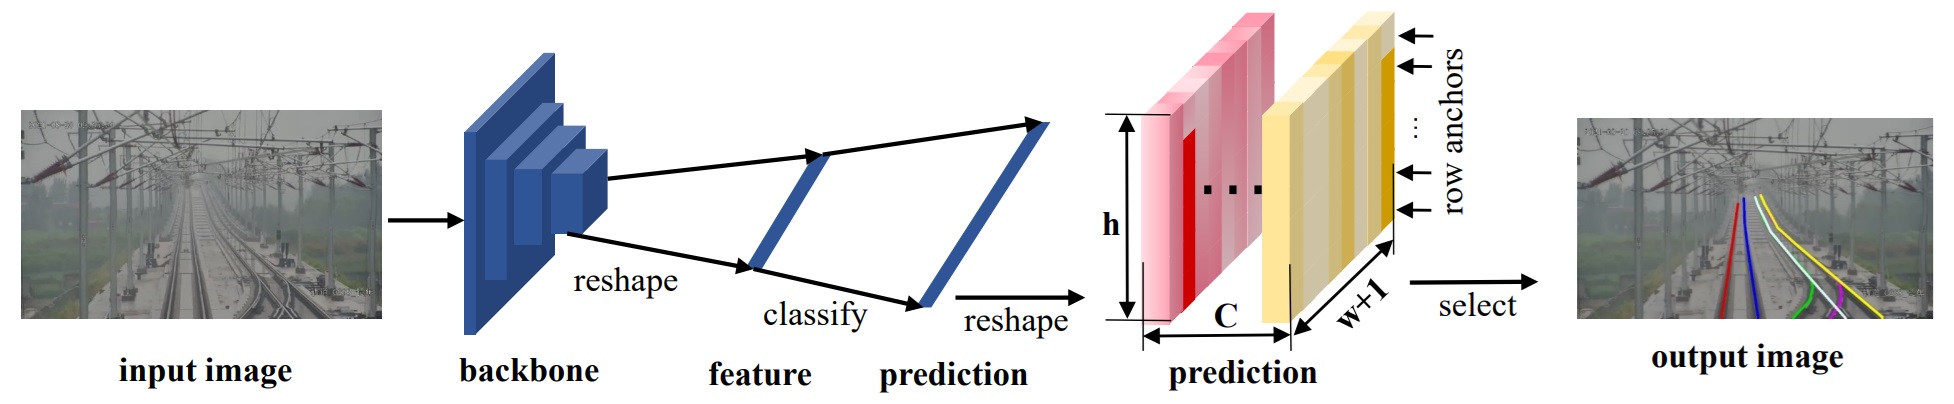 reshape
classify
reshape
h
C
w+1
row anchors
...
select
input image
backbone
feature
prediction
prediction
output image